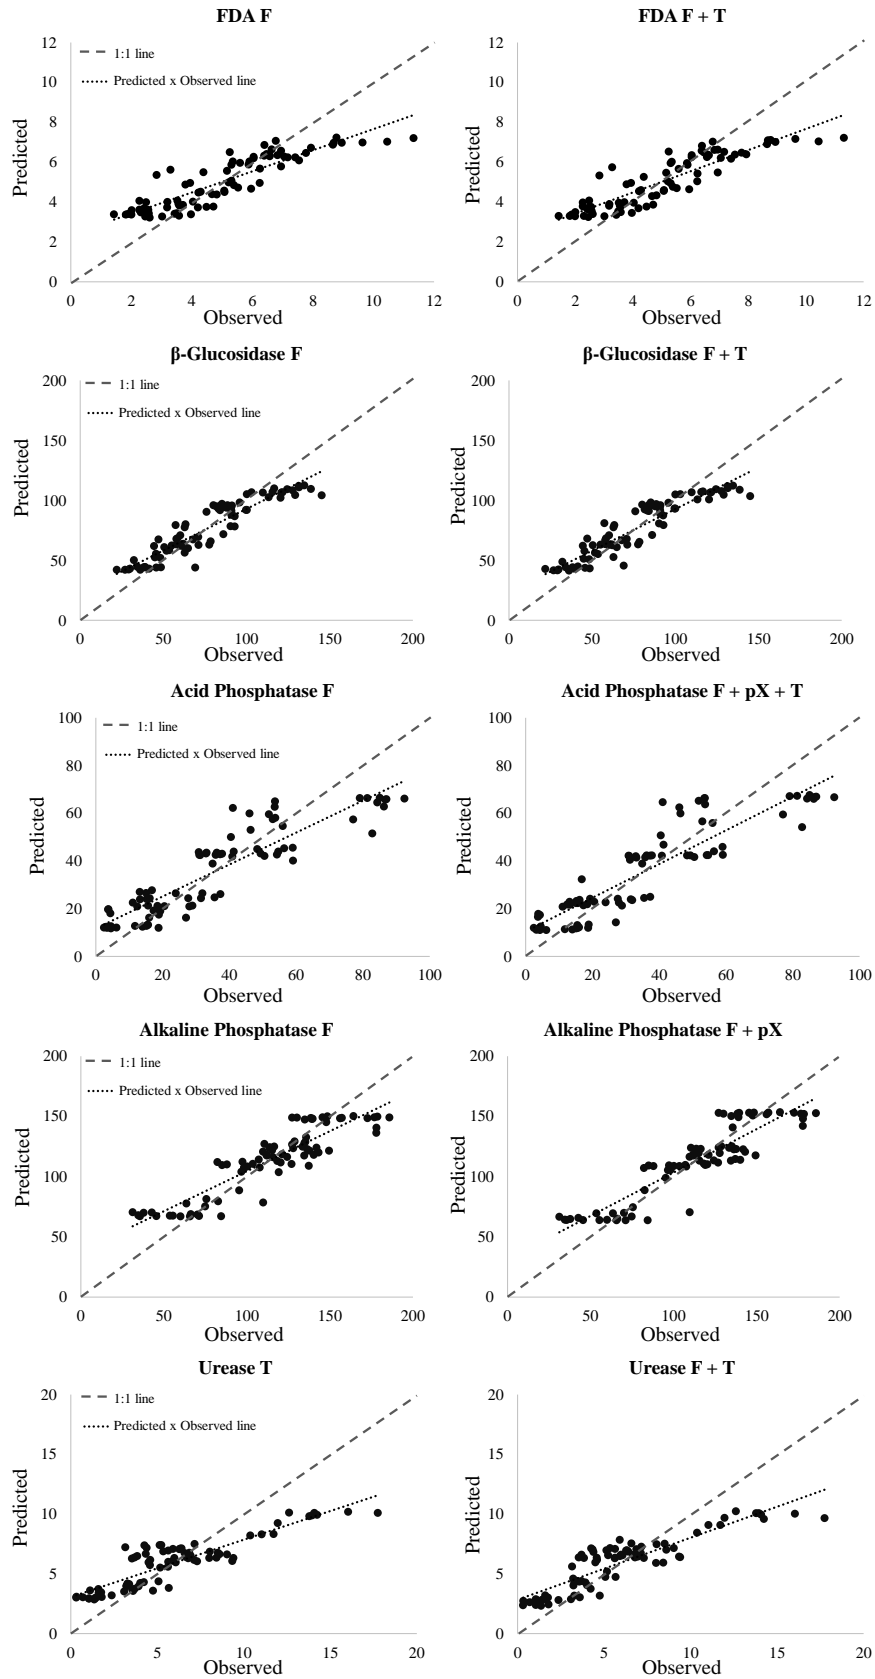 FDA F
FDA F + T
12
10
8
6
4
2
0
Predicted
1:1 line
Predicted x Observed line
0 2 4 6 8 10 12
Observed
12
10
8
6
4
2
0
Predicted
0 2 4 6 8 10 12
Observed
β-Glucosidase F
β-Glucosidase F + T
200
150
100
50
0
Predicted
1:1 line
Predicted x Observed line
0 50 100 150 200
Observed
200
150
100
50
0
Predicted
0 50 100 150 200
Observed
Acid Phosphatase F
Acid Phosphatase F + pX + T
100
80
60
40
20
0
Predicted
1:1 line
Predicted x Observed line
0 20 40 60 80 100
Observed
100
80
60
40
20
0
Predicted
0 20 40 60 80 100
Observed
Alkaline Phosphatase F
Alkaline Phosphatase F + pX
200
150
100
50
0
Predicted
1:1 line
Predicted x Observed line
0 50 100 150 200
Observed
200
150
100
50
0
Predicted
0 50 100 150 200
Observed
Urease T
Urease F + T
20
15
10
5
0
Predicted
1:1 line
Predicted x Observed line
0 5 10 15 20
Observed
20
15
10
5
0
Predicted
0 5 10 15 20
Observed